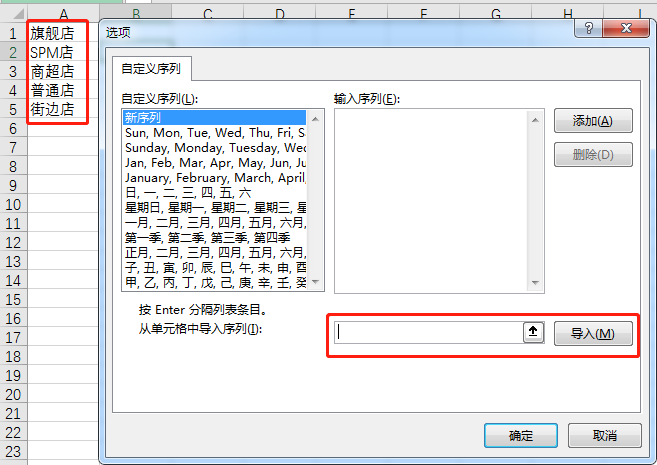 A B C D E F G H I
1 旗舰店
2 SPM店
3 商超店
4 普通店
5 街边店
6
7
8
9
10
11
12
13
14
15
16
17
18
19
20
21
22
23
选项
自定义序列
自定义序列(L):
输入序列(E):
新序列
Sun, Mon, Tue, Wed, Thu, Fri, Sa
Sunday, Monday, Tuesday, Wed
Jan, Feb, Mar, Apr, May, Jun, Ju
January, February, March, April,
日, 一, 二, 三, 四, 五, 六
星期日, 星期一, 星期二, 星期三, 星
一月, 二月, 三月, 四月, 五月, 六月,
第一季, 第二季, 第三季, 第四季
正月, 二月, 三月, 四月, 五月, 六月,
子, 丑, 寅, 卯, 辰, 巳, 午, 未, 申, 酉
甲, 乙, 丙, 丁, 戊, 己, 庚, 辛, 壬, 癸
添加(A)
删除(D)
按 Enter 分隔列表条目。
从单元格中导入序列(I):
导入(M)
确定
取消